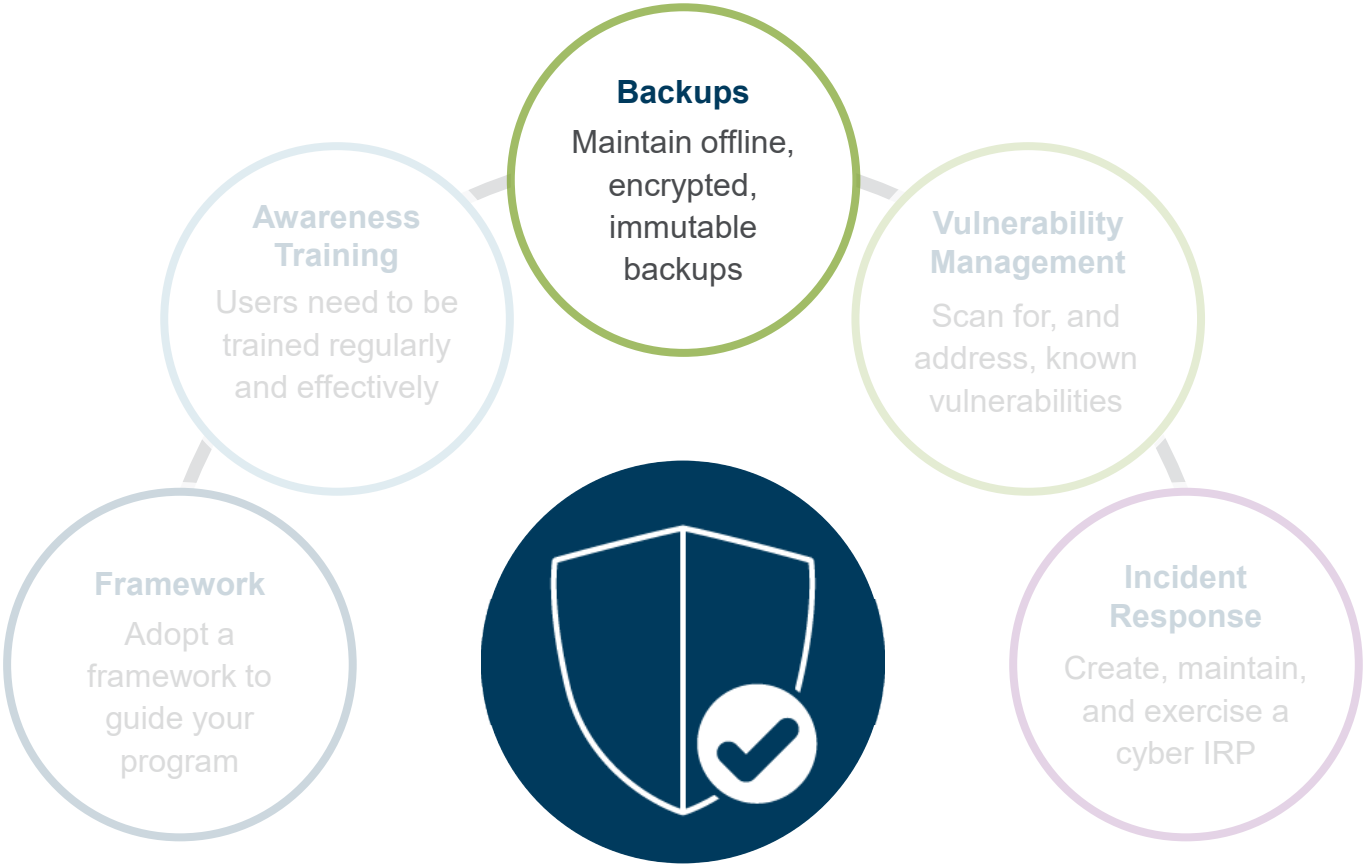 Backups
Maintain offline,
encrypted,
immutable
backups
Awareness
Training
Users need to be
trained regularly
and effectively
Vulnerability
Management
Scan for, and
address, known
vulnerabilities
Framework
Adopt a
framework to
guide your
program
Incident
Response
Create, maintain,
and exercise a
cyber IRP